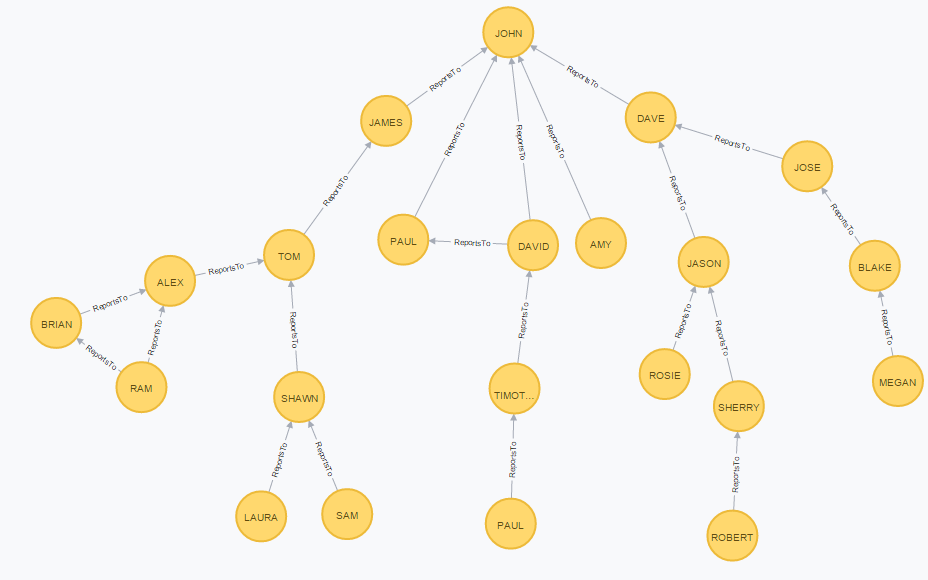 JOHN
ReportsTo
ReportsTo
JAMES
DAVE
ReportsTo
ReportsTo
ReportsTo
ReportsTo
JOSE
ReportsTo
ReportsTo
ReportsTo
PAUL
ReportsTo
DAVID
AMY
TOM
JASON
BLAKE
ReportsTo
ALEX
ReportsTo
BRIAN
ReportsTo
ReportsTo
ReportsTo
ReportsTo
ReportsTo
ReportsTo
ReportsTo
ReportsTo
RAM
SHAWN
TIMOT...
ROSIE
SHERRY
MEGAN
ReportsTo
ReportsTo
ReportsTo
ReportsTo
LAURA
SAM
PAUL
ROBERT